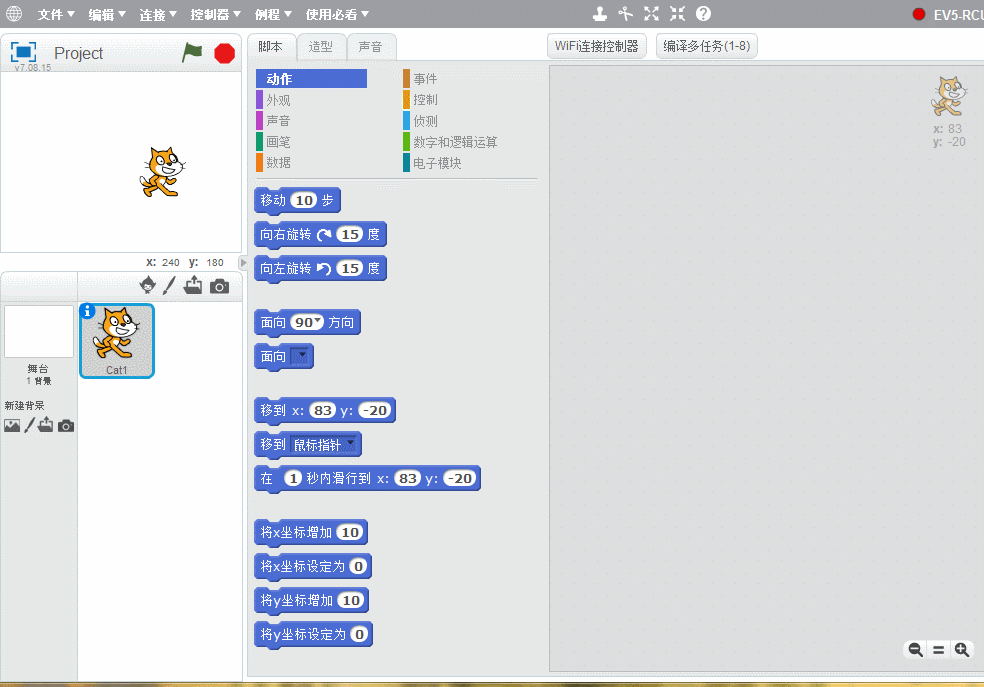 文件▼ 编辑▼ 连接▼ 控制器▼ 例程▼ 使用必看▼ EV5-RCU
Project
v7.08.15
x: 240 y: 180
舞台
1 背景
新建背景
Cat1
脚本 造型 声音
动作 事件
外观 控制
声音 侦测
画笔 数字和逻辑运算
数据 电子模块
移动 10 步
向右旋转 15 度
向左旋转 15 度
面向 90▼ 方向
面向 ▼
移到 x: 83 y: -20
移到 鼠标指针 ▼
在 1 秒内滑行到 x: 83 y: -20
将x坐标增加 10
将x坐标设定为 0
将y坐标增加 10
将y坐标设定为 0
WiFi连接控制器 编译多任务(1-8)
x: 83
y: -20